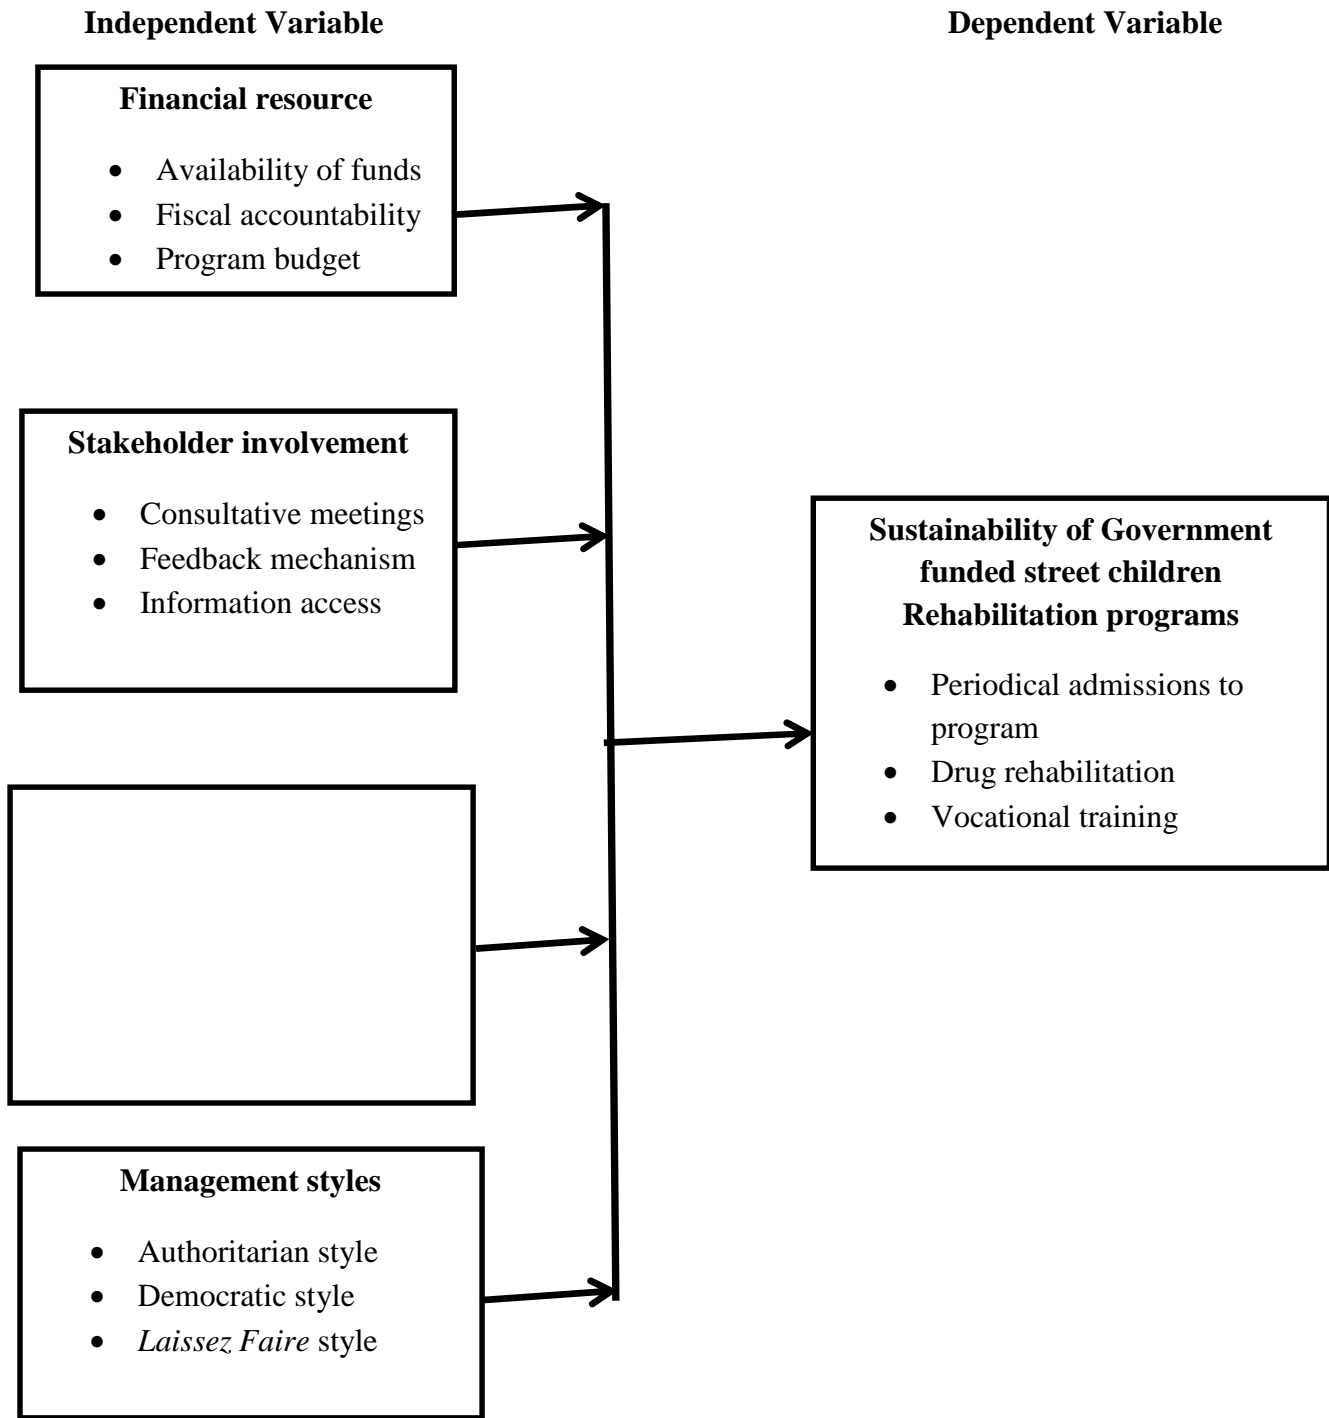 Independent Variable
Dependent Variable
Financial resource
• Availability of funds
• Fiscal accountability
• Program budget
Stakeholder involvement
• Consultative meetings
• Feedback mechanism
• Information access
Sustainability of Government
funded street children
Rehabilitation programs
• Periodical admissions to
program
• Drug rehabilitation
• Vocational training
Management styles
• Authoritarian style
• Democratic style
• Laissez Faire style